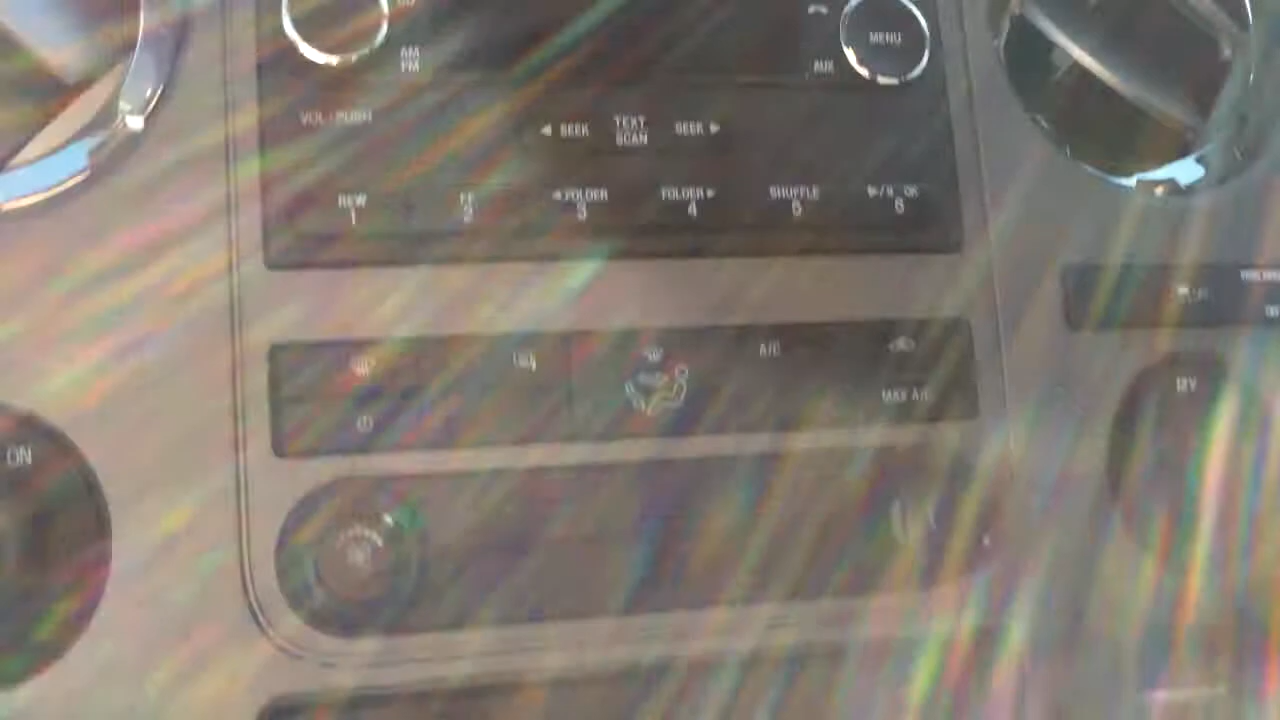 AM
FM
MENU
AUX
VOL PUSH
◀ SEEK
TEXT
SCAN
SEEK ▶
REW
1
2
◀FOLDER
3
FOLDER▶
4
SHUFFLE
5
OK
6
A/C
MAX A/C
ON
12V